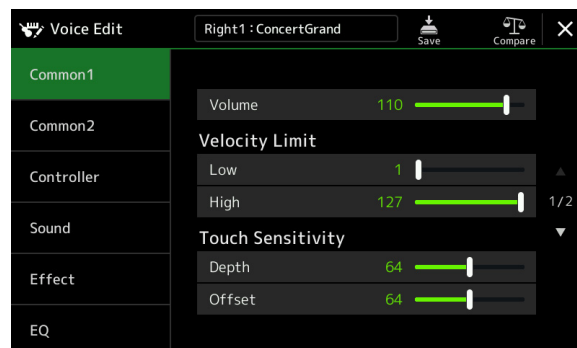 Voice Edit
Right1 : ConcertGrand
Save
Compare
Common1
Common2
Controller
Sound
Effect
EQ
Volume 110
Velocity Limit
Low 1
High 127
Touch Sensitivity
Depth 64
Offset 64
1/2